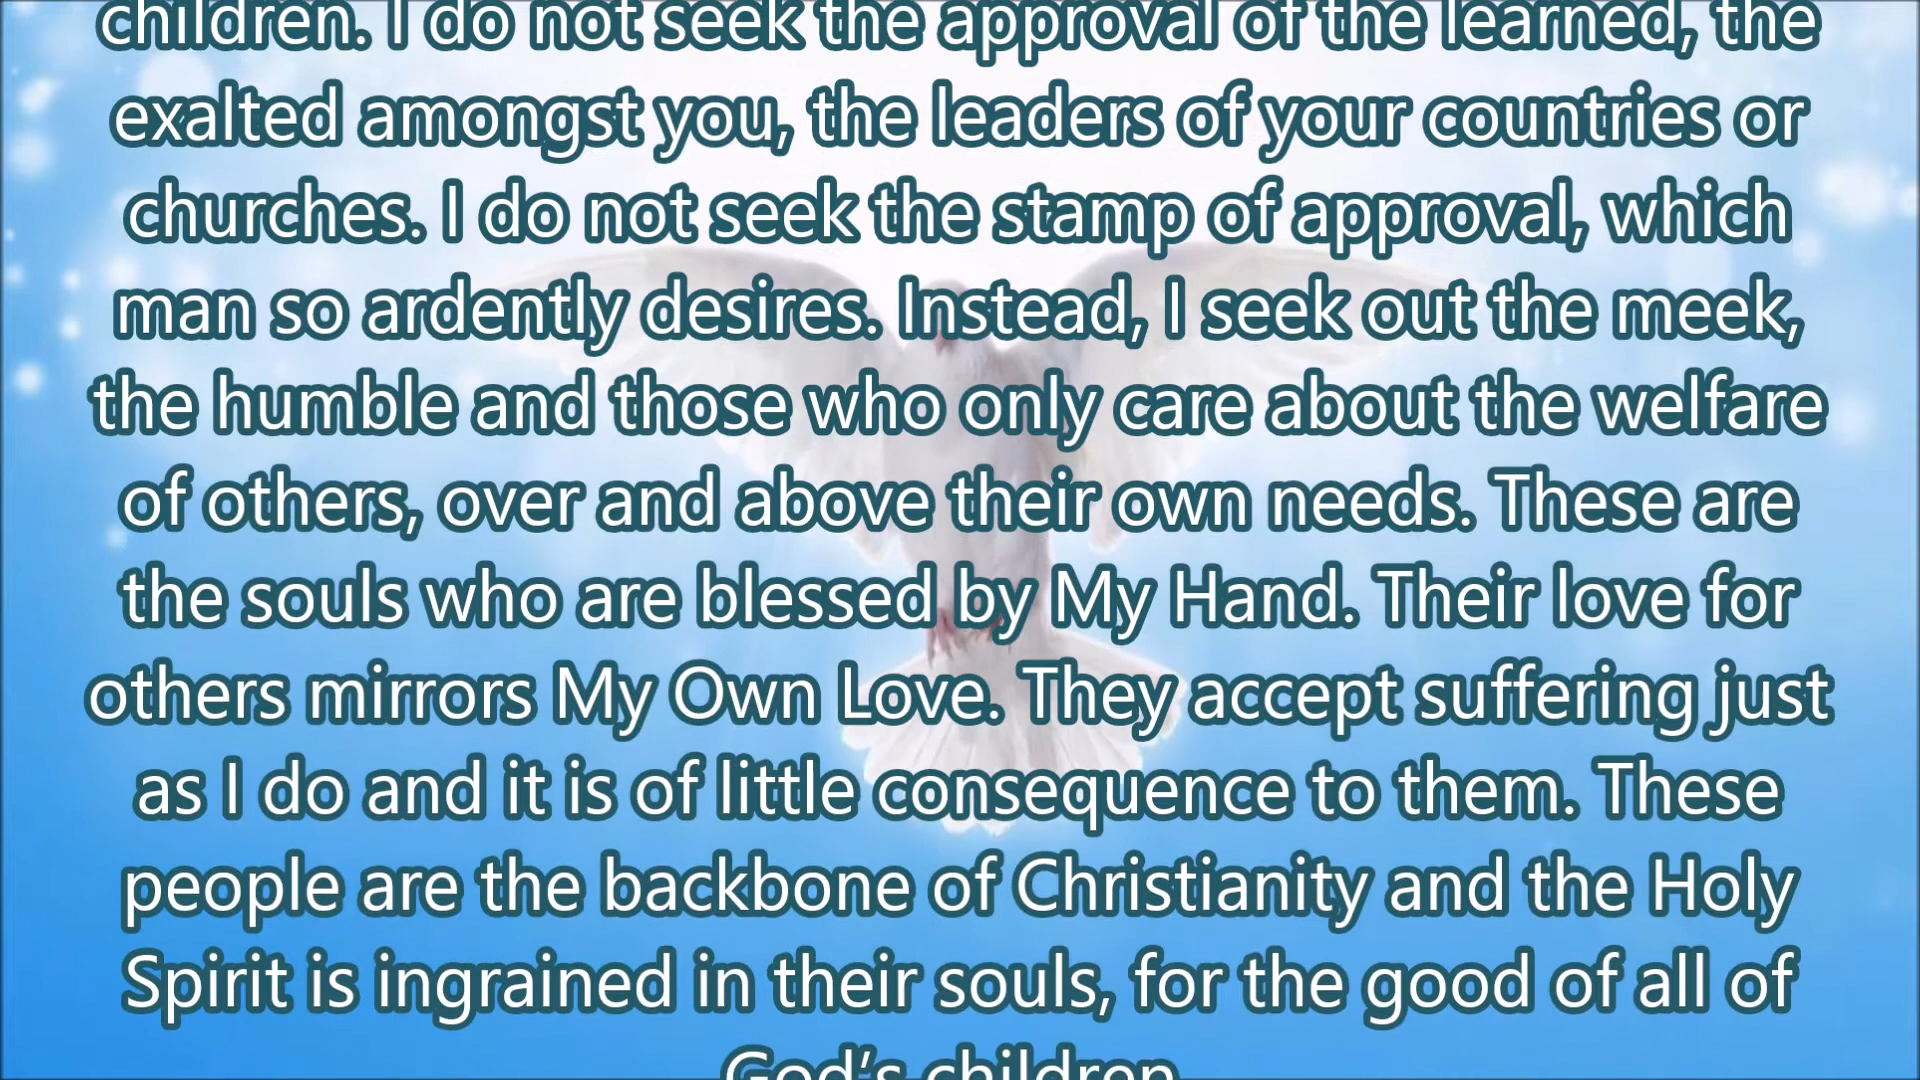 children. I do not seek the approval of the learned, the
exalted amongst you, the leaders of your countries or
churches. I do not seek the stamp of approval, which
man so ardently desires. Instead, I seek out the meek,
the humble and those who only care about the welfare
of others, over and above their own needs. These are
the souls who are blessed by My Hand. Their love for
others mirrors My Own Love. They accept suffering just
as I do and it is of little consequence to them. These
people are the backbone of Christianity and the Holy
Spirit is ingrained in their souls, for the good of all of
God’s children